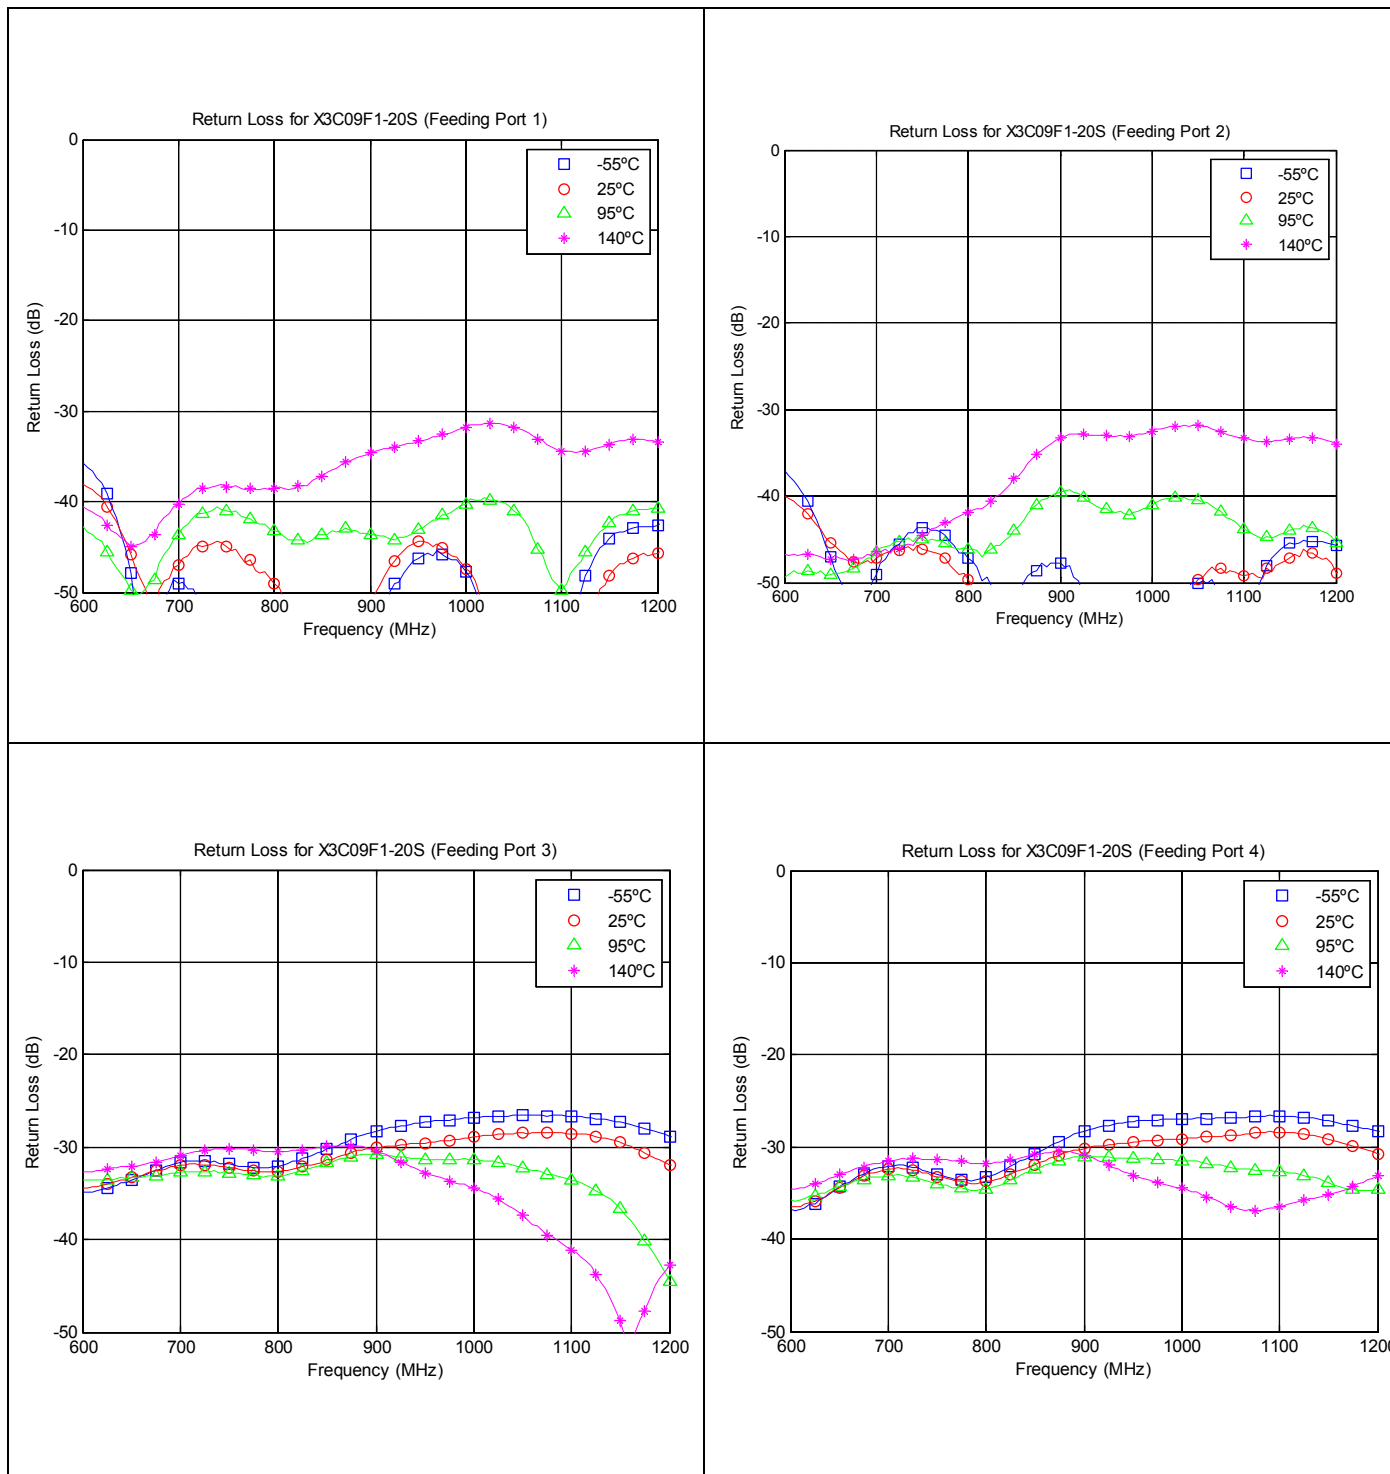 Return Loss for X3C09F1-20S (Feeding Port 1)
0
-10
-20
-30
-40
-50
Return Loss (dB)
-55ºC
25ºC
95ºC
140ºC
600 700 800 900 1000 1100 1200
Frequency (MHz)
Return Loss for X3C09F1-20S (Feeding Port 2)
0
-10
-20
-30
-40
-50
Return Loss (dB)
-55ºC
25ºC
95ºC
140ºC
600 700 800 900 1000 1100 1200
Frequency (MHz)
Return Loss for X3C09F1-20S (Feeding Port 3)
0
-10
-20
-30
-40
-50
Return Loss (dB)
-55ºC
25ºC
95ºC
140ºC
600 700 800 900 1000 1100 1200
Frequency (MHz)
Return Loss for X3C09F1-20S (Feeding Port 4)
0
-10
-20
-30
-40
-50
Return Loss (dB)
-55ºC
25ºC
95ºC
140ºC
600 700 800 900 1000 1100 1200
Frequency (MHz)